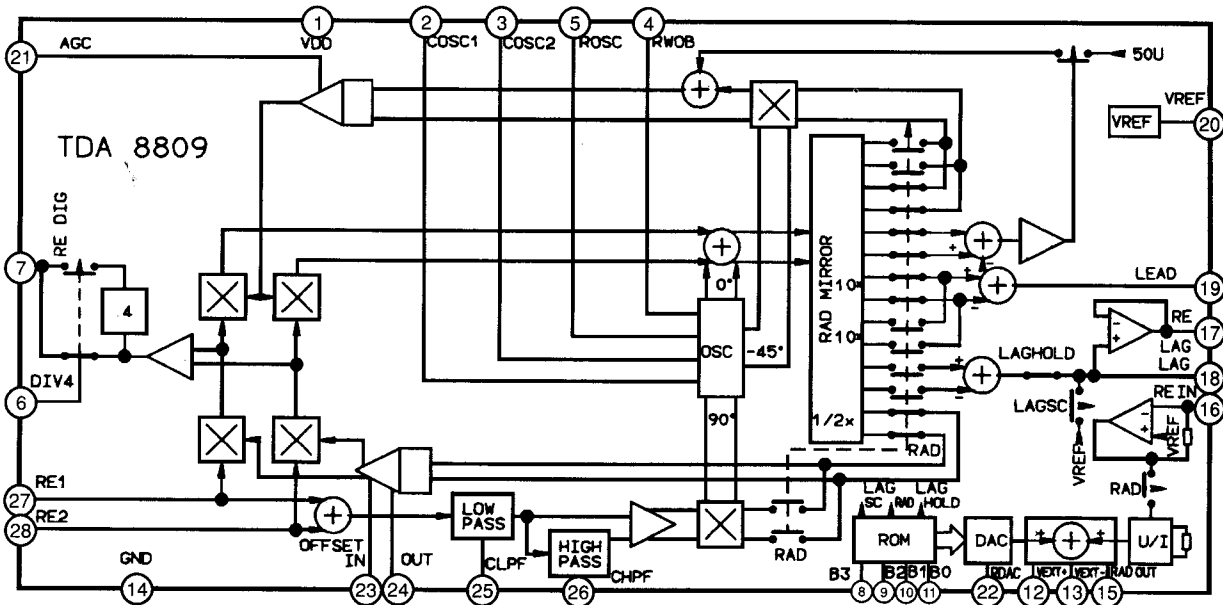 1 2 3 5 4
AGC VDD COSC1 COSC2 ROSC RWOB
21
50U
VREF
VREF 20
TDA 8809
RE DIG
7
0°
RAD MIRROR
10x
10x
1/2x
+
-
LEAD
19
4
OSC
-45°
RE
17
LAG
DIV4
6
LAGHOLD
LAG
18
REIN
16
LAGSC
VREF
VREF
90°
RAD
RAD
RE1
27
RE2
28
OFFSET
IN
OUT
LOW
PASS
HIGH
PASS
CLPF
CHPF
RAD
LAG
SC
RAD
LAG
HOLD
ROM
DAC
U/I
GND
B3 B2 B1 B0
RDAC VEXT+ VEXT- RAD OUT
14 23 24 25 26 8 9 10 11 22 12 13 15